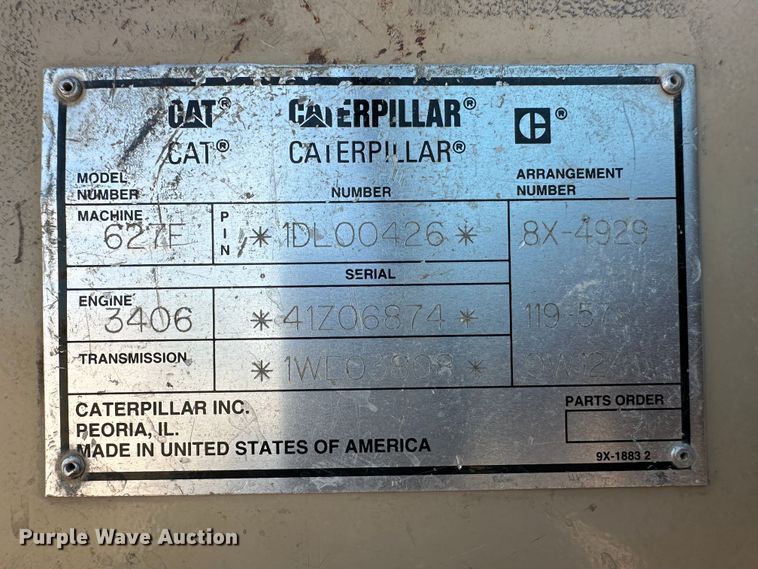 CAT® CATERPILLAR® C®
CAT® CATERPILLAR®
MODEL NUMBER NUMBER ARRANGEMENT NUMBER
MACHINE 627F PIN *1DL00426* 8X-4929
SERIAL
ENGINE 3406 *41Z06874*
TRANSMISSION
CATERPILLAR INC. PARTS ORDER
PEORIA, IL.
MADE IN UNITED STATES OF AMERICA
9X-1883 2
Purple Wave Auction